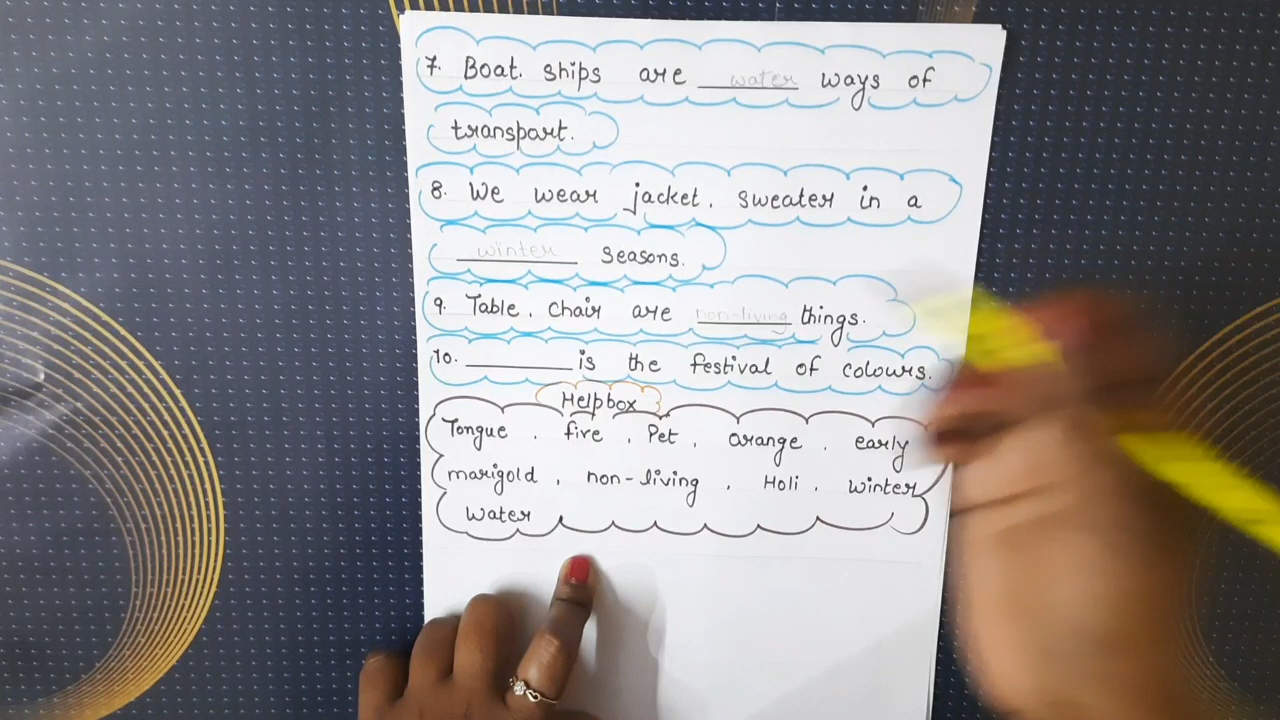 7. Boat. ships are water ways of
transport.
8. We wear jacket. sweater in a
winter seasons.
9. Table. chair are non-living things.
10. ________ is the festival of colours.
Helpbox
Tongue . five . Pet . orange . early
marigold . non-living . Holi . winter
water